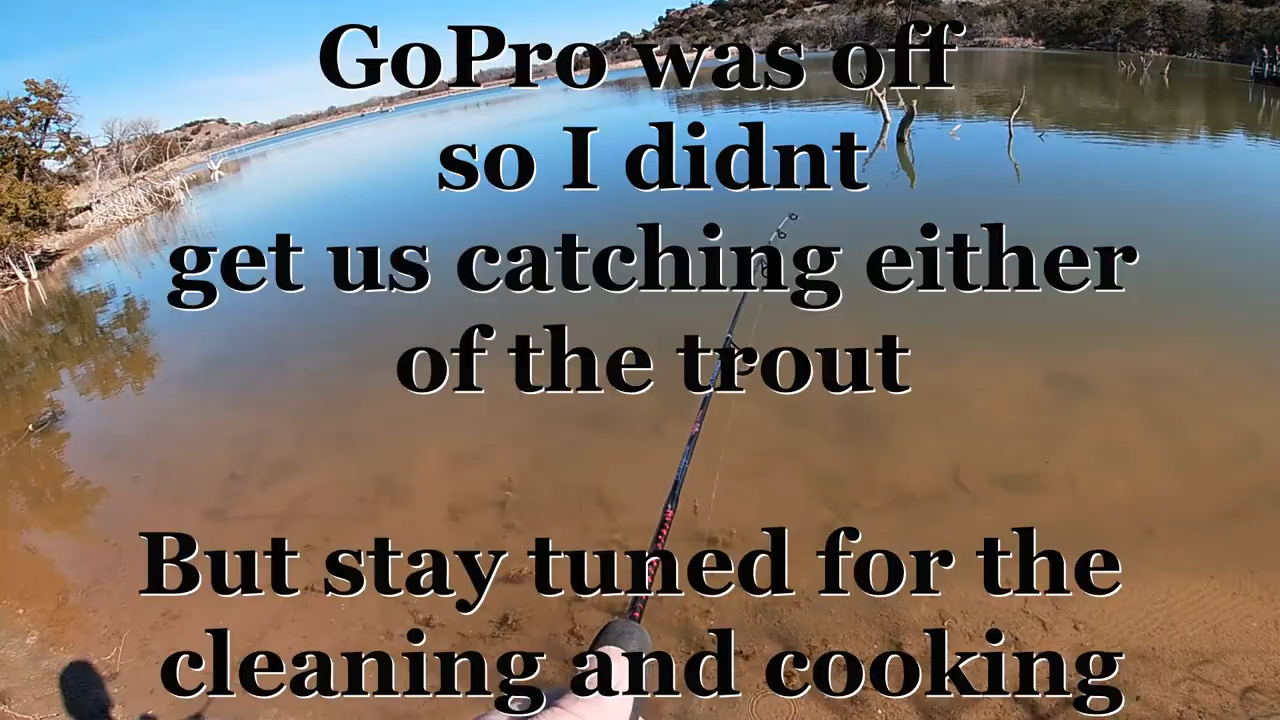 GoPro was off
so I didnt
get us catching either
of the trout
But stay tuned for the
cleaning and cooking